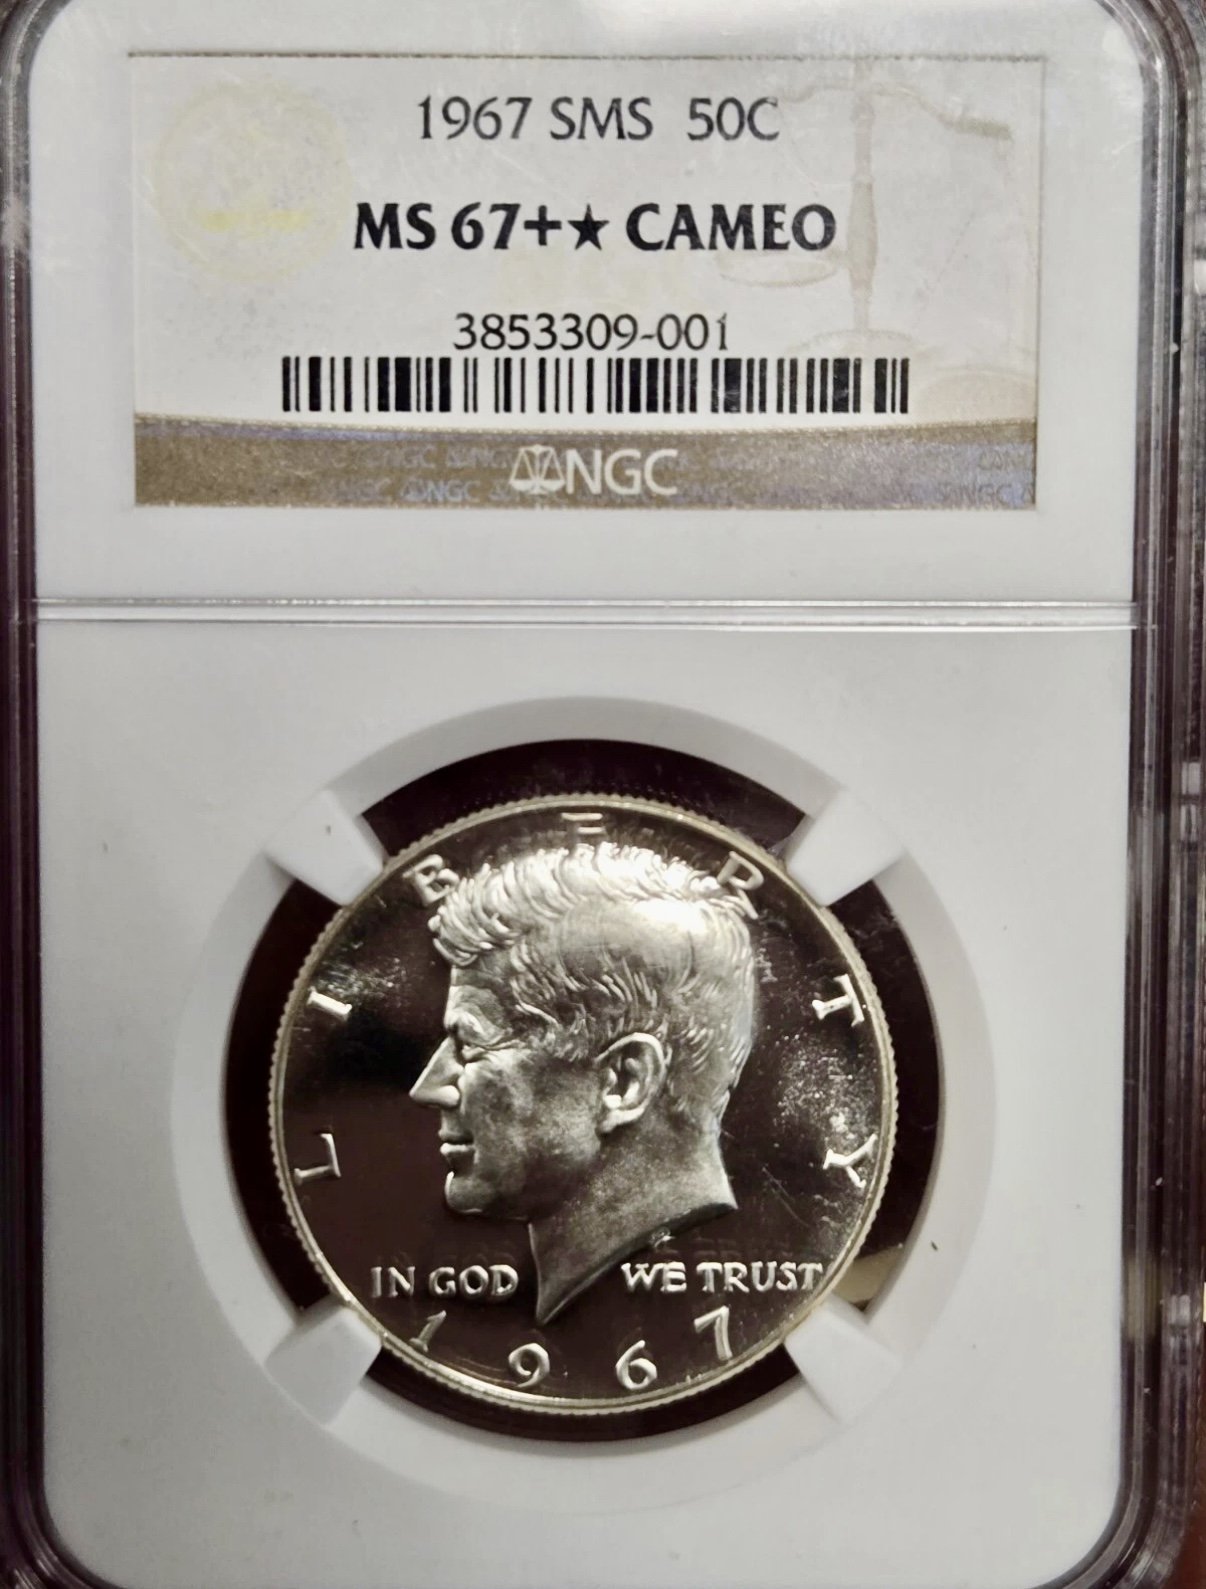 1967 SMS 50C
MS 67+★ CAMEO
3853309-001
NGC
LIBERTY
IN GOD WE TRUST
1967